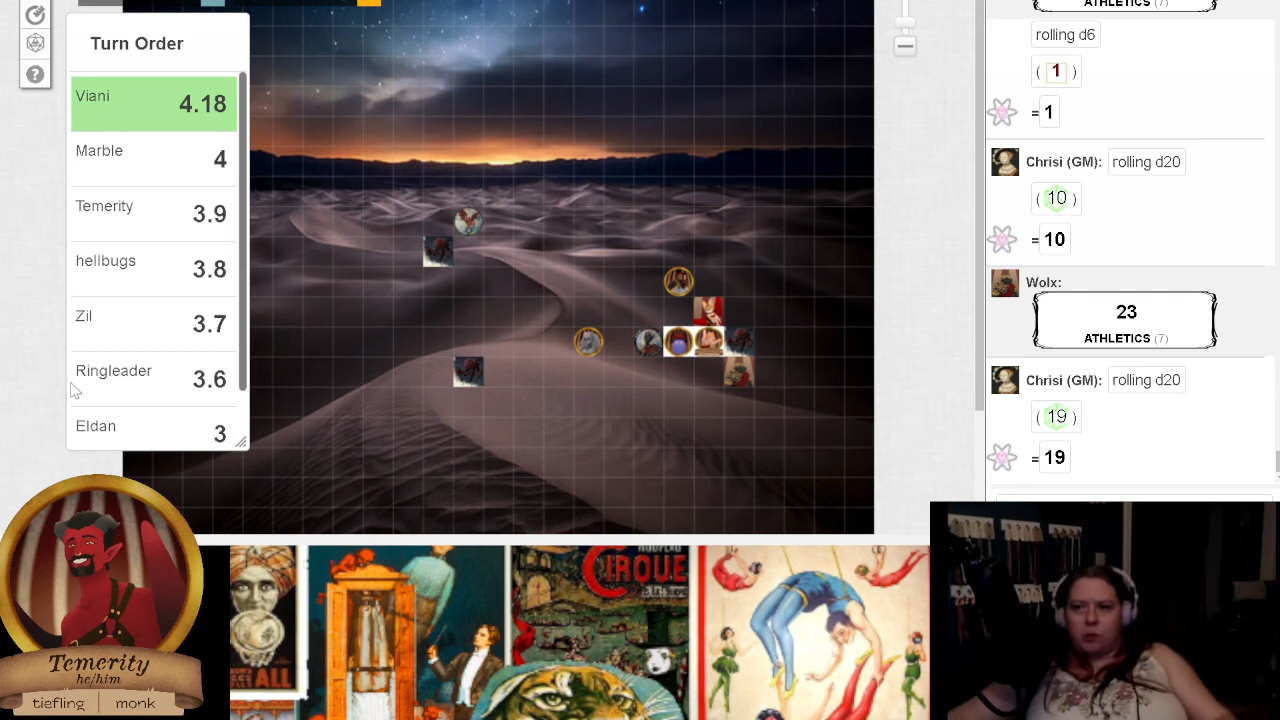 Turn Order
Viani 4.18
Marble 4
Temerity 3.9
hellbugs 3.8
Zil 3.7
Ringleader 3.6
Eldan 3
ATHLETICS (7)
rolling d6
( 1 )
=1
Chrisi (GM): rolling d20
( 10 )
=10
Wolx:
23
ATHLETICS (7)
Chrisi (GM): rolling d20
( 19 )
=19
Temerity
he/him
tiefling | monk
ALL
CIRQUE